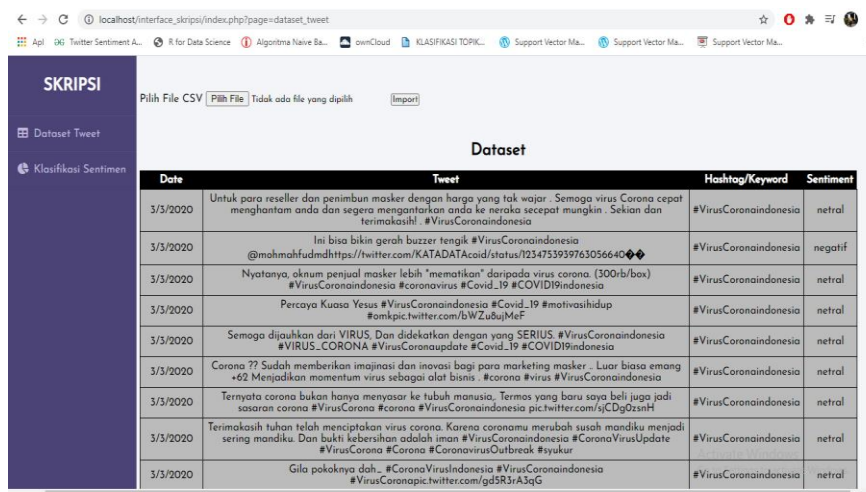 localhost/interface_skripsi/index.php?page=dataset_tweet
Apl Twitter Sentiment A... R for Data Science Algoritma Naive Ba... ownCloud KLASIFIKASI TOPIK... Support Vector Ma... Support Vector Ma... Support Vector Ma...
SKRIPSI
Dataset Tweet
Klasifikasi Sentimen
Pilih File CSV Pilih File Tidak ada file yang dipilih Import
Dataset
Date Tweet Hashtag/Keyword Sentiment
Untuk para reseller dan penimbun masker dengan harga yang tak wajar . Semoga virus Corona cepat
3/3/2020 menghantam anda dan segera mengantarkan anda ke neraka secepat mungkin . Sekian dan #VirusCoronaindonesia netral
terimakasih! . #VirusCoronaindonesia
Ini bisa bikin gerah buzzer tengik #VirusCoronaindonesia
3/3/2020 #VirusCoronaindonesia negatif
@mohmahfudmdhttps://twitter.com/KATADATAcoid/status/1234753939763056640��
Nyatanya, oknum penjual masker lebih "mematikan" daripada virus corona. (300rb/box)
3/3/2020 #VirusCoronaindonesia netral
#VirusCoronaindonesia #coronavirus #Covid_19 #COVID19indonesia
Percaya Kuasa Yesus #VirusCoronaindonesia #Covid_19 #motivasihidup
3/3/2020 #VirusCoronaindonesia netral
#omkpic.twitter.com/bWZu8ujMeF
Semoga dijauhkan dari VIRUS, Dan didekatkan dengan yang SERIUS. #VirusCoronaindonesia
3/3/2020 #VirusCoronaindonesia netral
#VIRUS_CORONA #VirusCoronaupdate #Covid_19 #COVID19indonesia
Corona ?? Sudah memberikan imajinasi dan inovasi bagi para marketing masker .. Luar biasa emang
3/3/2020 #VirusCoronaindonesia netral
+62 Menjadikan momentum virus sebagai alat bisnis . #corona #virus #VirusCoronaindonesia
Ternyata corona bukan hanya menyasar ke tubuh manusia,. Termos yang baru saya beli juga jadi
3/3/2020 #VirusCoronaindonesia netral
sasaran corona #VirusCorona #corona #VirusCoronaindonesia pic.twitter.com/sjCDg0zsnH
Terimakasih tuhan telah menciptakan virus corona. Karena coronamu merubah susah mandiku menjadi
3/3/2020 sering mandiku. Dan bukti kebersihan adalah iman #VirusCoronaindonesia #CoronaVirusUpdate #VirusCoronaindonesia netral
#VirusCorona #Corona #CoronavirusOutbreak #syukur
Activate Windows
Gila pokoknya dah_ #CoronaVirusIndonesia #VirusCoronaindonesia
3/3/2020 #VirusCoronaindonesia netral
#VirusCoronapic.twitter.com/gd5R3rA3qG